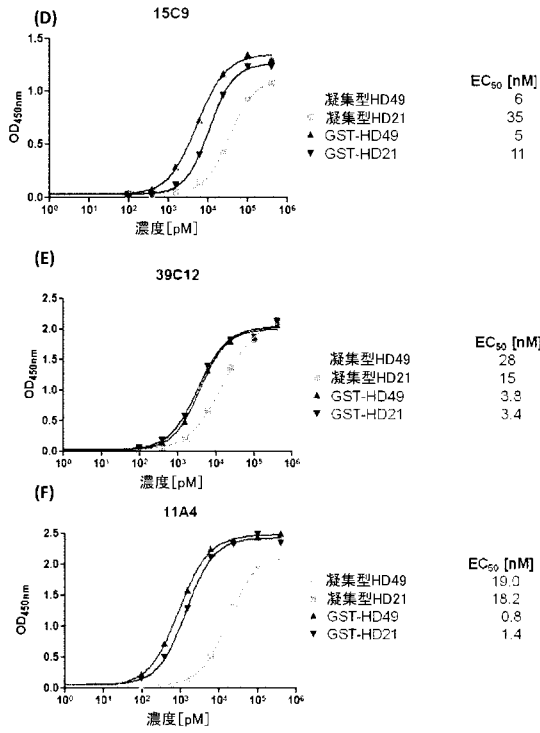 (D)
15C9
1.5
1.0
0.5
0.0
OD450nm
10⁰ 10¹ 10² 10³ 10⁴ 10⁵ 10⁶
濃度[pM]
EC50 [nM]
凝集型HD49 6
凝集型HD21 35
GST-HD49 5
GST-HD21 11
(E)
39C12
2.5
2.0
1.5
1.0
0.5
0.0
OD450nm
10⁰ 10¹ 10² 10³ 10⁴ 10⁵ 10⁶
濃度[pM]
EC50 [nM]
凝集型HD49 28
凝集型HD21 15
GST-HD49 3.8
GST-HD21 3.4
(F)
11A4
2.5
2.0
1.5
1.0
0.5
0.0
OD450nm
10⁰ 10¹ 10² 10³ 10⁴ 10⁵ 10⁶
濃度[pM]
EC50 [nM]
凝集型HD49 19.0
凝集型HD21 18.2
GST-HD49 0.8
GST-HD21 1.4